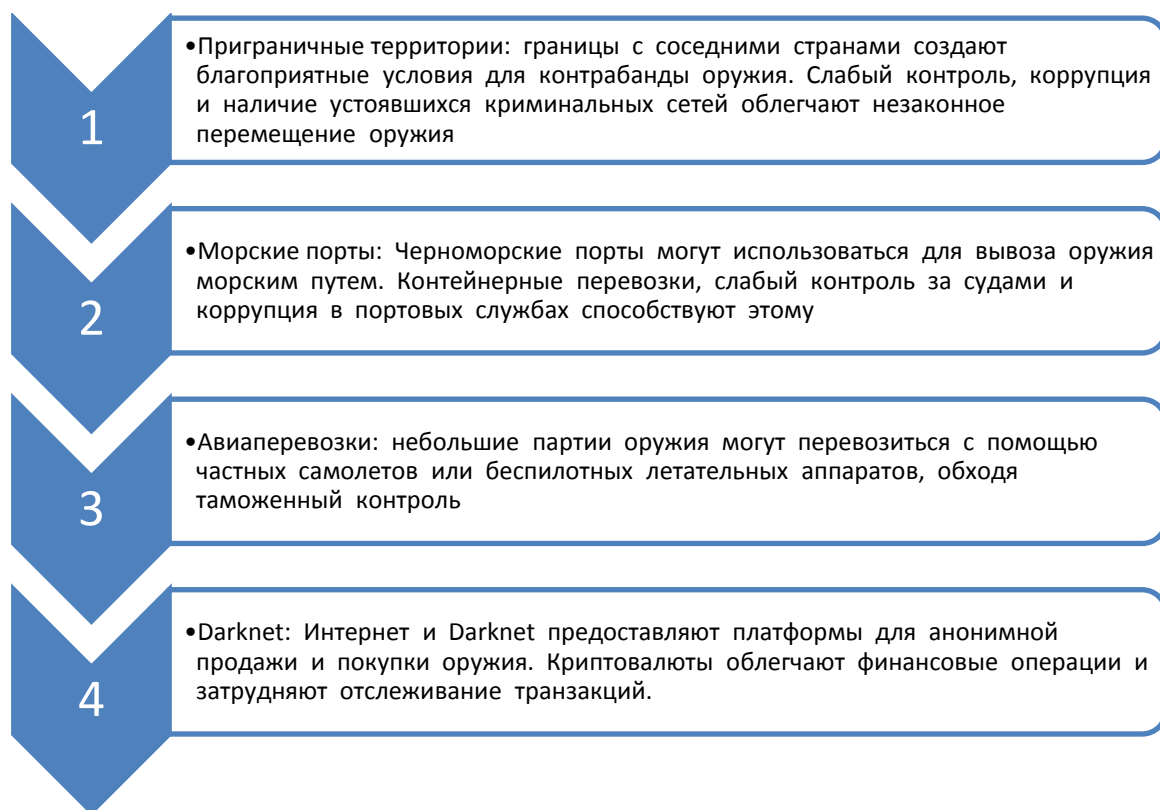 1
•Приграничные территории: границы с соседними странами создают
благоприятные условия для контрабанды оружия. Слабый контроль, коррупция
и наличие устоявшихся криминальных сетей облегчают незаконное
перемещение оружия
2
•Морские порты: Черноморские порты могут использоваться для вывоза оружия
морским путем. Контейнерные перевозки, слабый контроль за судами и
коррупция в портовых службах способствуют этому
3
•Авиаперевозки: небольшие партии оружия могут перевозиться с помощью
частных самолетов или беспилотных летательных аппаратов, обходя
таможенный контроль
4
•Darknet: Интернет и Darknet предоставляют платформы для анонимной
продажи и покупки оружия. Криптовалюты облегчают финансовые операции и
затрудняют отслеживание транзакций.